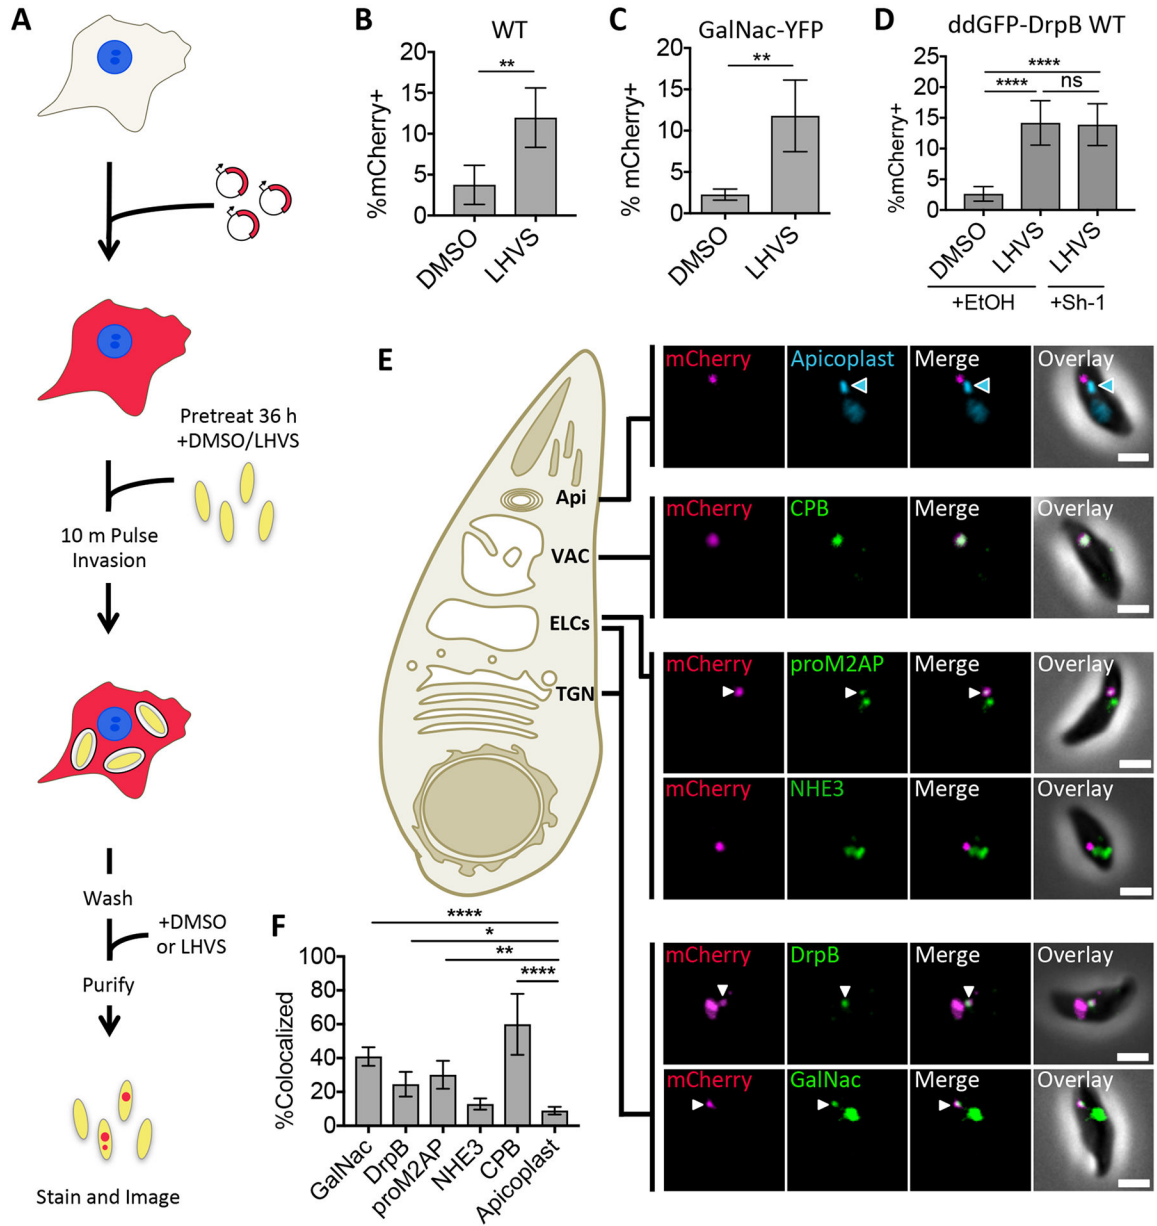 A
Pretreat 36 h
+DMSO/LHVS
10 m Pulse
Invasion
Wash
+DMSO
or LHVS
Purify
Stain and Image
B
WT
%mCherry+
20
15
10
5
0
**
DMSO
LHVS
C
GalNac-YFP
% mCherry+
20
15
10
5
0
**
DMSO
LHVS
D
ddGFP-DrpB WT
%mCherry+
25
20
15
10
5
0
****
**** ns
DMSO
LHVS
LHVS
+EtOH +Sh-1
E
Api
VAC
ELCs
TGN
mCherry Apicoplast Merge Overlay
mCherry CPB Merge Overlay
mCherry proM2AP Merge Overlay
mCherry NHE3 Merge Overlay
mCherry DrpB Merge Overlay
mCherry GalNac Merge Overlay
F
%Colocalized
100
80
60
40
20
0
****
*
**
****
GalNac
DrpB
proM2AP
NHE3
CPB
Apicoplast